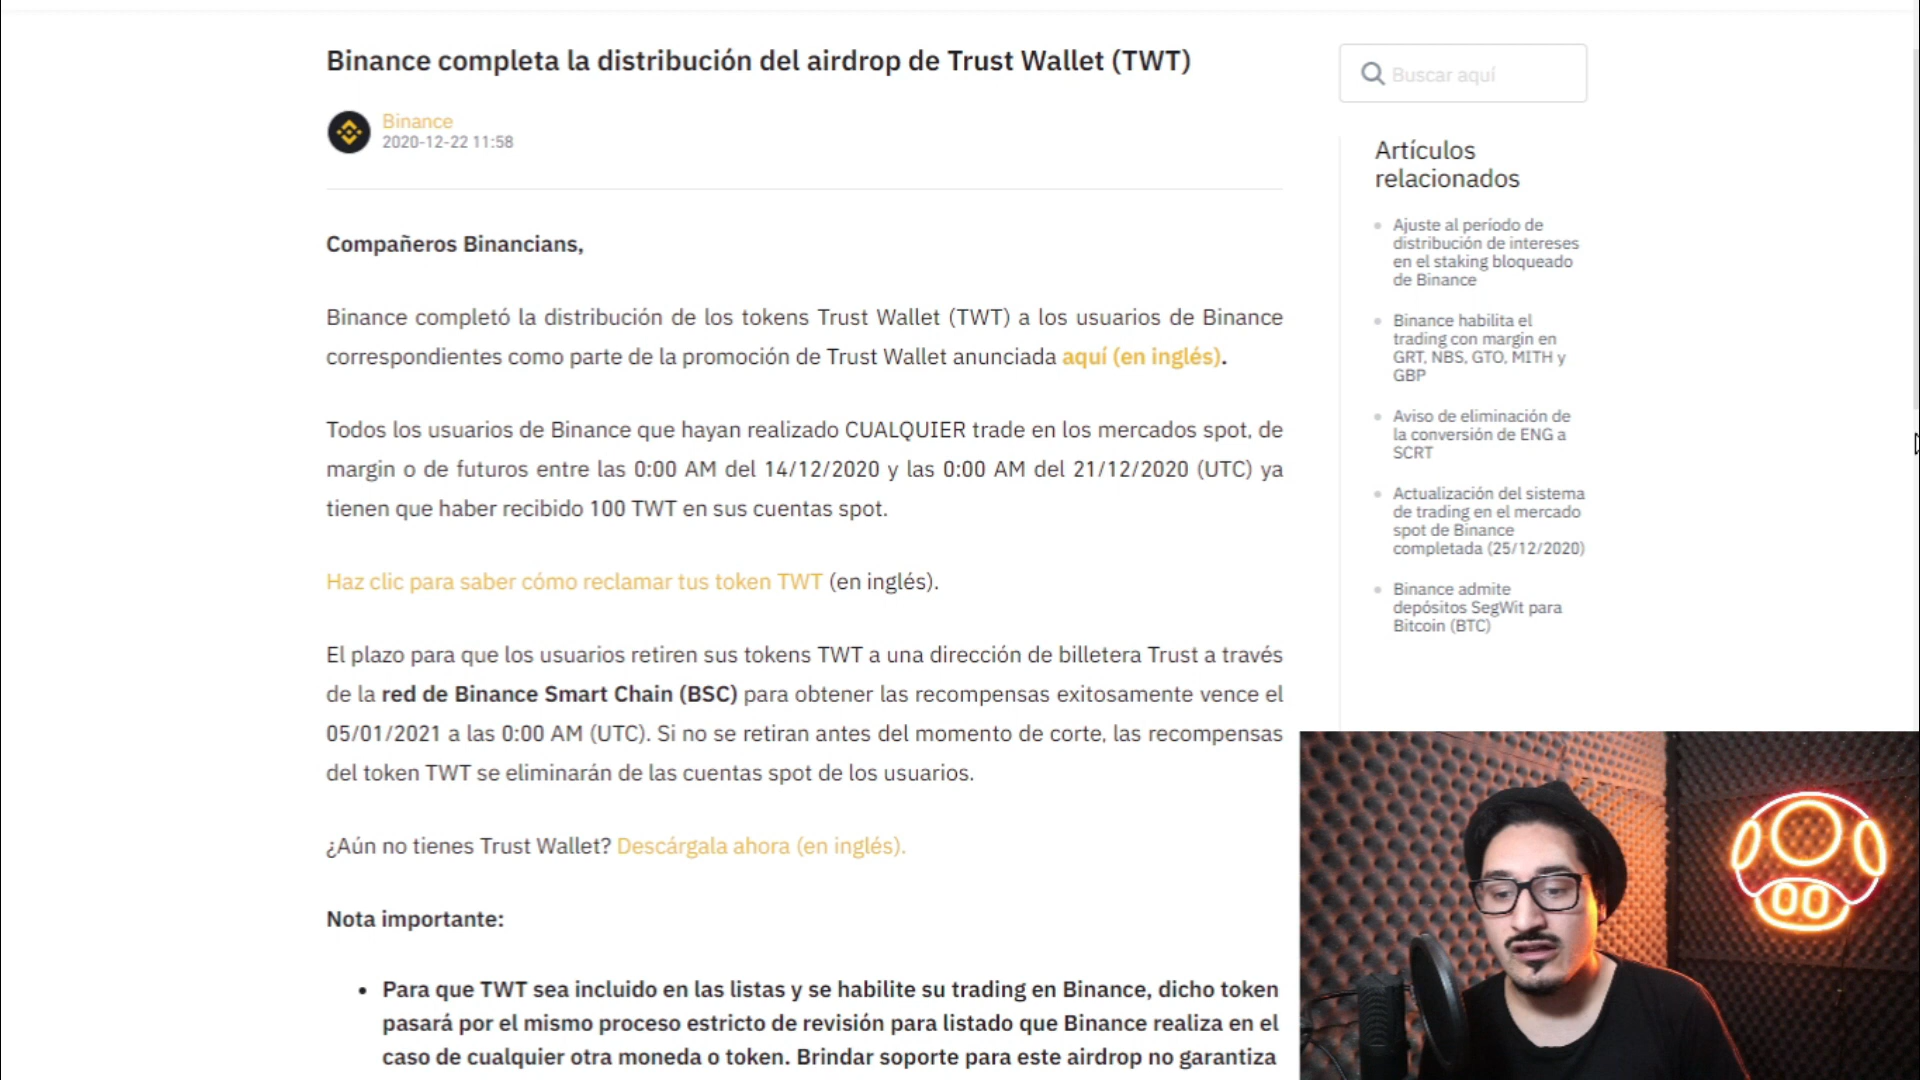 Binance completa la distribución del airdrop de Trust Wallet (TWT)
Binance
2020-12-22 11:58
Compañeros Binancians,
Binance completó la distribución de los tokens Trust Wallet (TWT) a los usuarios de Binance
correspondientes como parte de la promoción de Trust Wallet anunciada aquí (en inglés).
Todos los usuarios de Binance que hayan realizado CUALQUIER trade en los mercados spot, de
margin o de futuros entre las 0:00 AM del 14/12/2020 y las 0:00 AM del 21/12/2020 (UTC) ya
tienen que haber recibido 100 TWT en sus cuentas spot.
Haz clic para saber cómo reclamar tus token TWT (en inglés).
El plazo para que los usuarios retiren sus tokens TWT a una dirección de billetera Trust a través
de la red de Binance Smart Chain (BSC) para obtener las recompensas exitosamente vence el
05/01/2021 a las 0:00 AM (UTC). Si no se retiran antes del momento de corte, las recompensas
del token TWT se eliminarán de las cuentas spot de los usuarios.
¿Aún no tienes Trust Wallet? Descárgala ahora (en inglés).
Nota importante:
• Para que TWT sea incluido en las listas y se habilite su trading en Binance, dicho token
pasará por el mismo proceso estricto de revisión para listado que Binance realiza en el
caso de cualquier otra moneda o token. Brindar soporte para este airdrop no garantiza
Buscar aquí
Artículos
relacionados
Ajuste al período de
distribución de intereses
en el staking bloqueado
de Binance
Binance habilita el
trading con margin en
GRT, NBS, GTO, MITH y
GBP
Aviso de eliminación de
la conversión de ENG a
SCRT
Actualización del sistema
de trading en el mercado
spot de Binance
completada (25/12/2020)
Binance admite
depósitos SegWit para
Bitcoin (BTC)